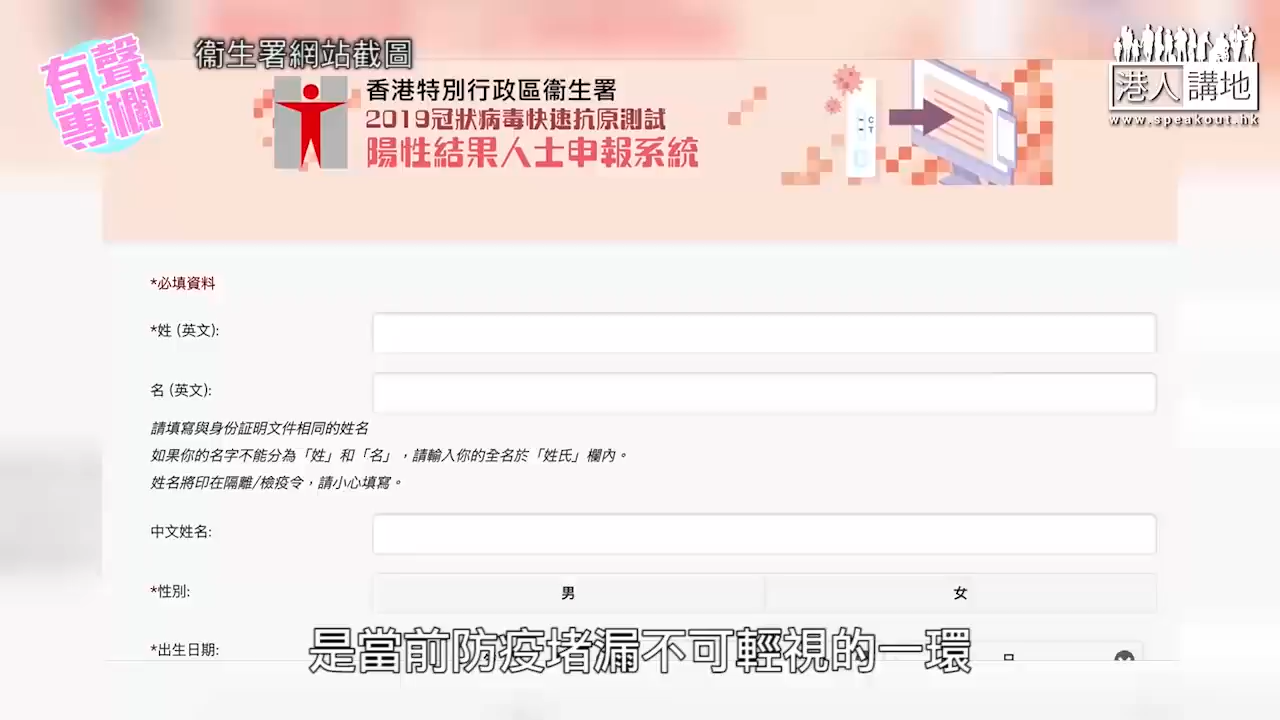 有聲
專欄
衞生署網站截圖
港人講地
www.speakout.hk
香港特別行政區衞生署
2019冠狀病毒快速抗原測試
陽性結果人士申報系統
C
T
*必填資料
*姓 (英文):
名 (英文):
請填寫與身份証明文件相同的姓名
如果你的名字不能分為「姓」和「名」，請輸入你的全名於「姓氏」欄內。
姓名將印在隔離/檢疫令，請小心填寫。
中文姓名:
*性別:
男
女
*出生日期:
是當前防疫堵漏不可輕視的一環